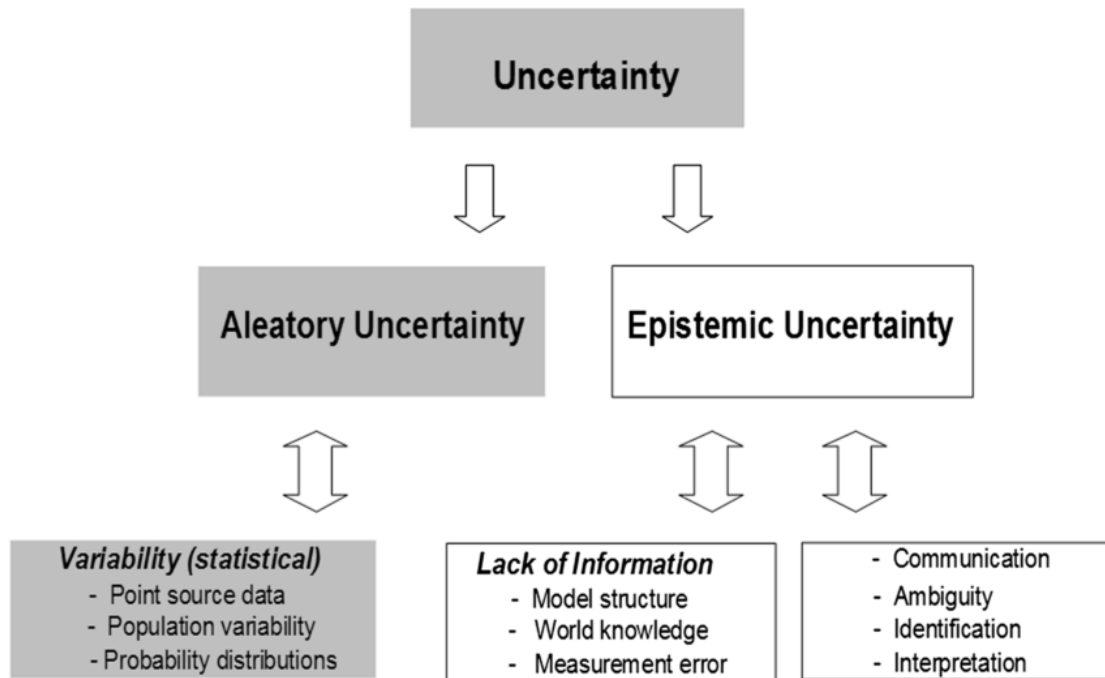 Uncertainty
Aleatory Uncertainty
Epistemic Uncertainty
Variability (statistical)
- Point source data
- Population variability
- Probability distributions
Lack of Information
- Model structure
- World knowledge
- Measurement error
- Communication
- Ambiguity
- Identification
- Interpretation